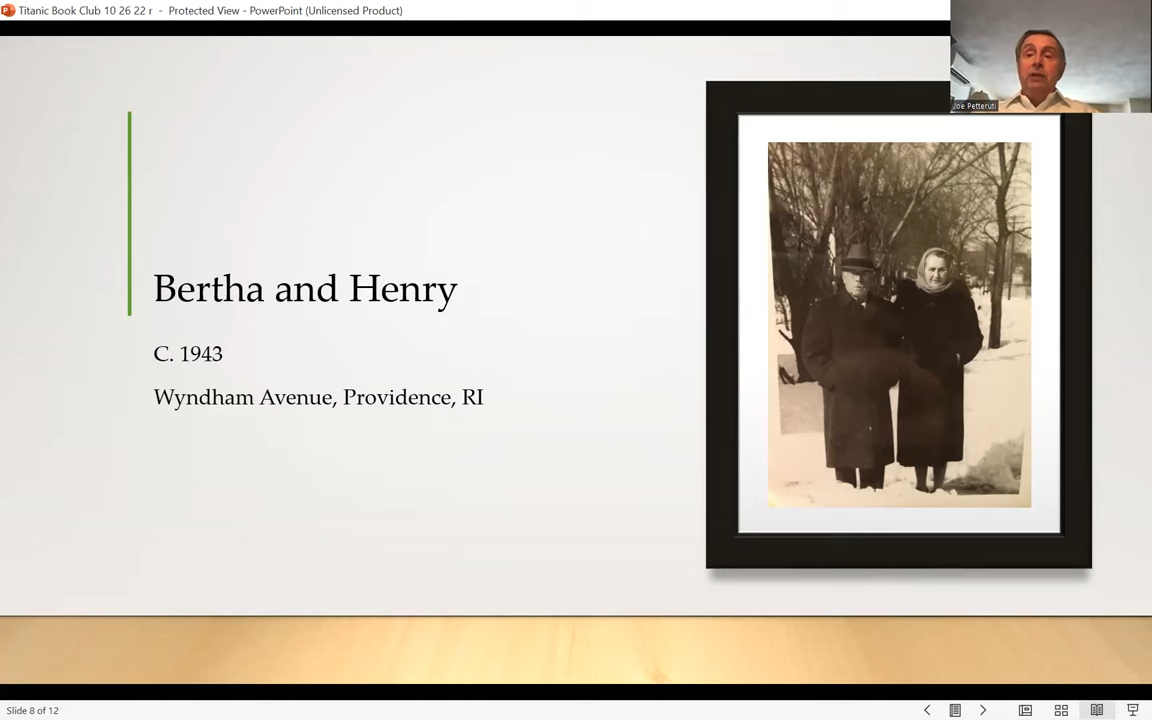 Titanic Book Club 10 26 22 r - Protected View - PowerPoint (Unlicensed Product)
Joe Petteruti
Bertha and Henry
C. 1943
Wyndham Avenue, Providence, RI
Slide 8 of 12